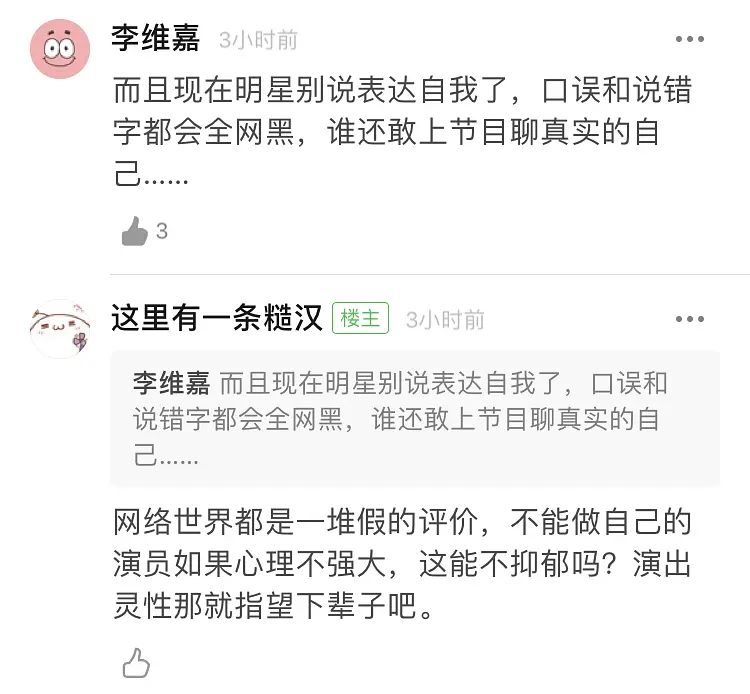 李维嘉 3小时前
而且现在明星别说表达自我了，口误和说错
字都会全网黑，谁还敢上节目聊真实的自
己……
3
这里有一条糙汉 楼主 3小时前
李维嘉 而且现在明星别说表达自我了，口误和
说错字都会全网黑，谁还敢上节目聊真实的自
己……
网络世界都是一堆假的评价，不能做自己的
演员如果心理不强大，这能不抑郁吗？演出
灵性那就指望下辈子吧。